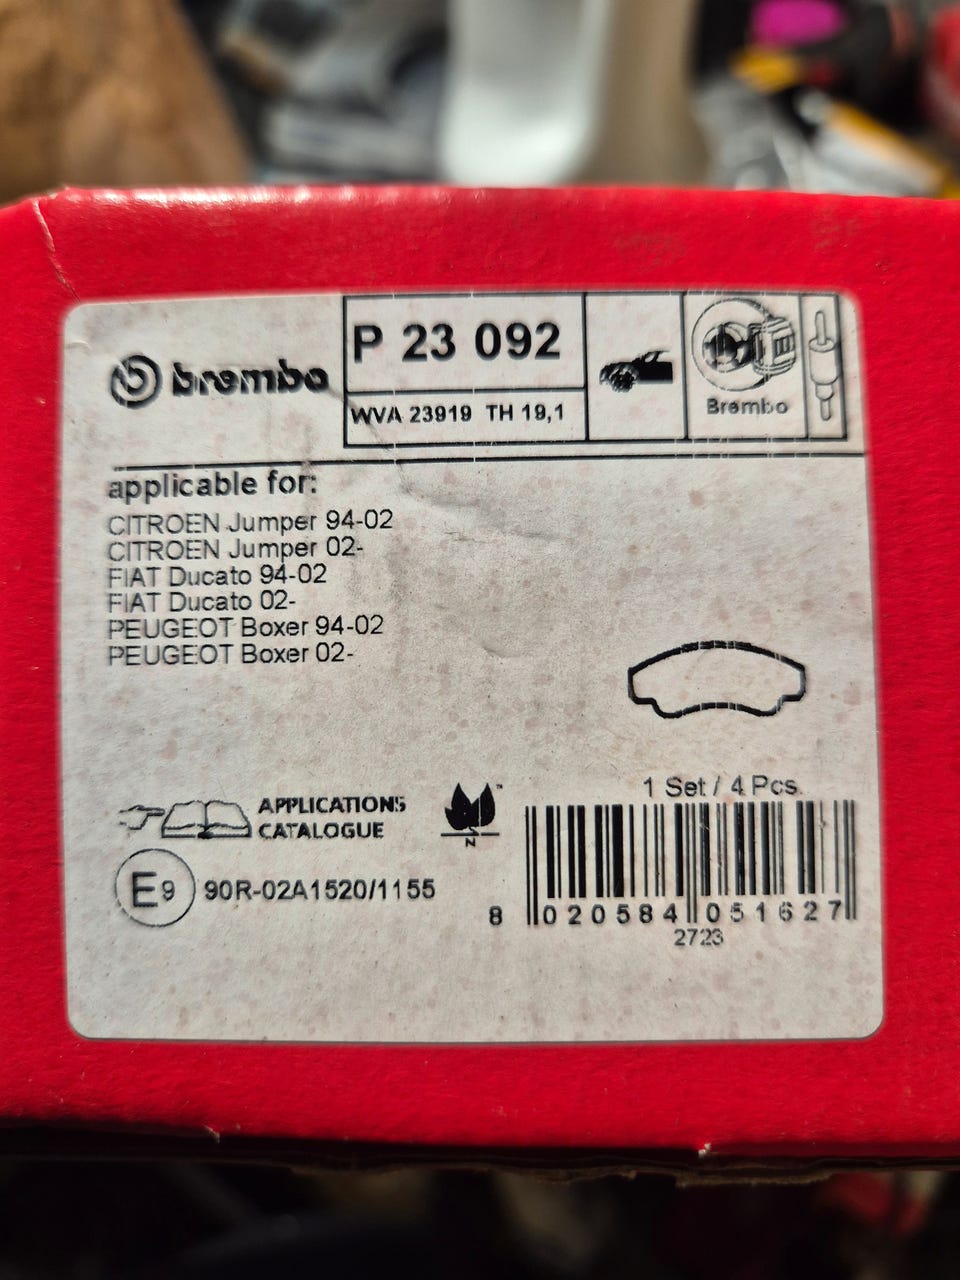 brembo
P 23 092
WVA 23919 TH 19,1
Brembo
applicable for:
CITROEN Jumper 94-02
CITROEN Jumper 02-
FIAT Ducato 94-02
FIAT Ducato 02-
PEUGEOT Boxer 94-02
PEUGEOT Boxer 02-
1 Set / 4 Pcs.
APPLICATIONS
CATALOGUE
N
™
E9 90R-02A1520/1155
8 020584 051627
2723